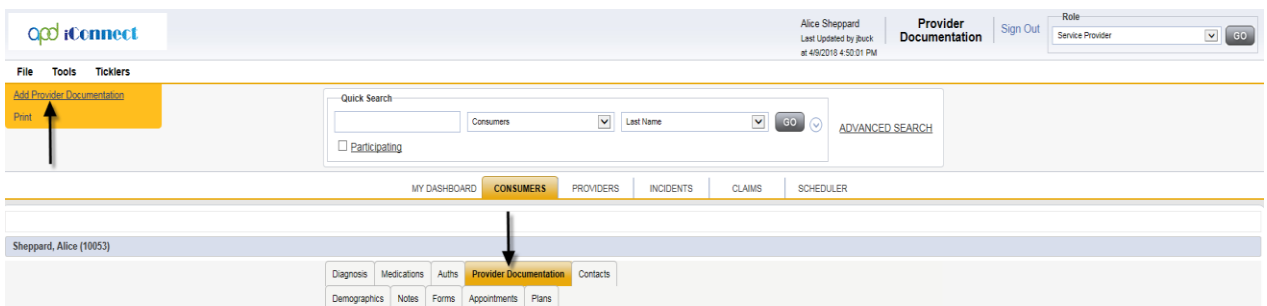 apd iConnect
Alice Sheppard
Last Updated by jbuck
at 4/9/2018 4:50:01 PM
Provider
Documentation
Sign Out
Role
Service Provider
GO
File Tools Ticklers
Add Provider Documentation
Print
Quick Search
Consumers
Last Name
GO
ADVANCED SEARCH
Participating
MY DASHBOARD CONSUMERS PROVIDERS INCIDENTS CLAIMS SCHEDULER
Sheppard, Alice (10053)
Diagnosis Medications Auths Provider Documentation Contacts
Demographics Notes Forms Appointments Plans